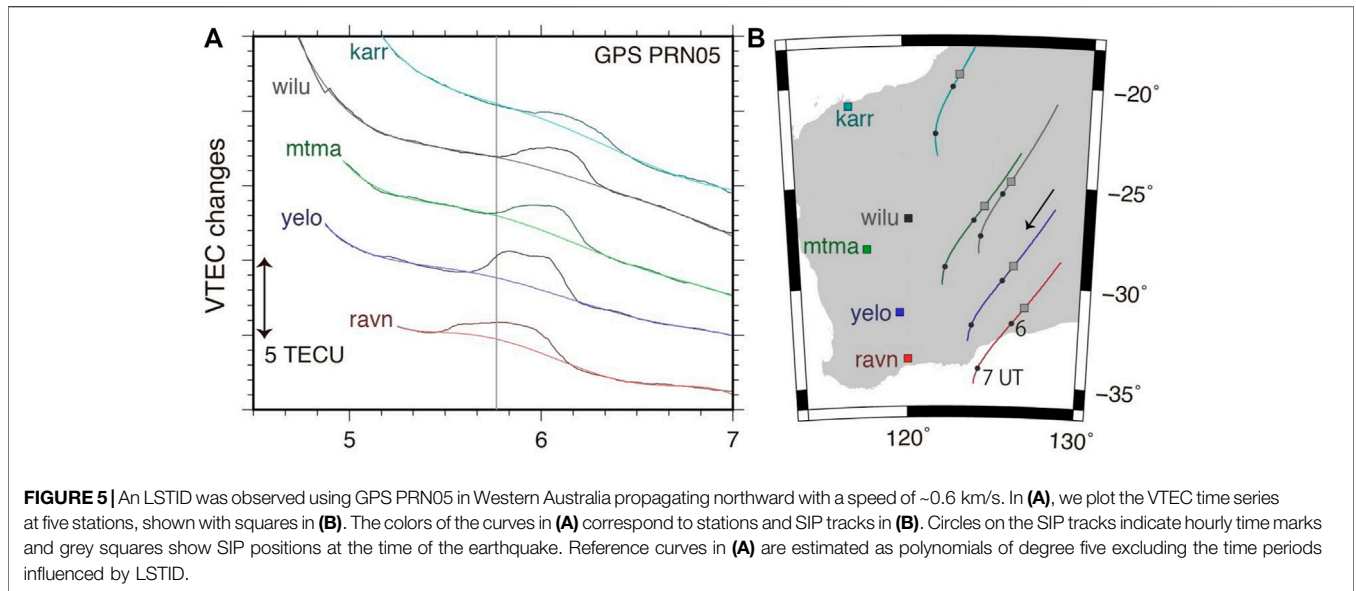 A
B
GPS PRN05
karr
wilu
mtma
yelo
ravn
VTEC changes
5 TECU
5
6
7
karr
wilu
mtma
yelo
ravn
6
7 UT
−20°
−25°
−30°
−35°
120°
130°
FIGURE 5 | An LSTID was observed using GPS PRN05 in Western Australia propagating northward with a speed of ~0.6 km/s. In (A), we plot the VTEC time series
at five stations, shown with squares in (B). The colors of the curves in (A) correspond to stations and SIP tracks in (B). Circles on the SIP tracks indicate hourly time marks
and grey squares show SIP positions at the time of the earthquake. Reference curves in (A) are estimated as polynomials of degree five excluding the time periods
influenced by LSTID.